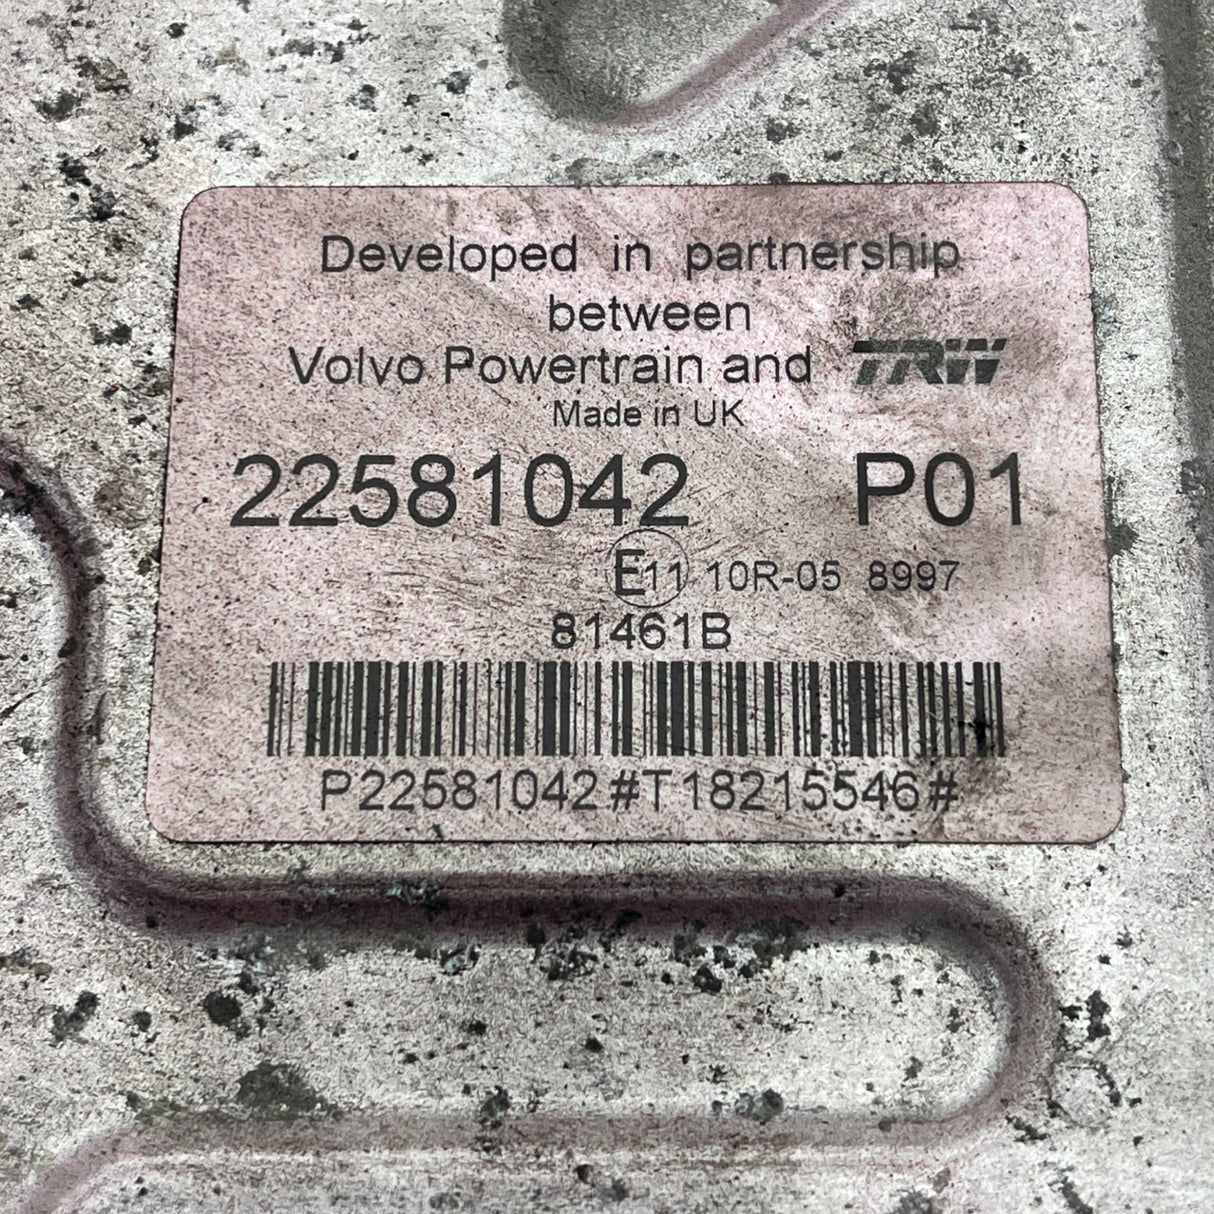 Developed in partnership
between
Volvo Powertrain and TRW
Made in UK
22581042 P01
E11 10R-05 8997
81461B
P22581042#T18215546#